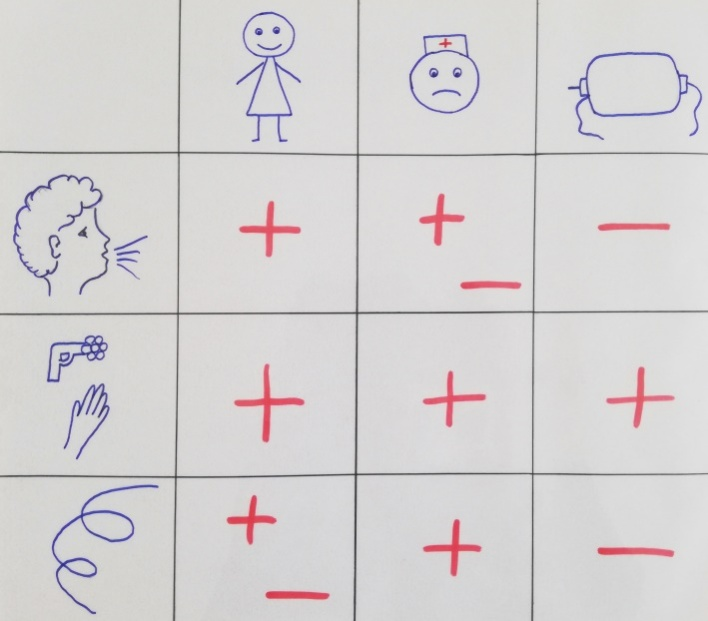 + + − −
+ + +
+ − + −